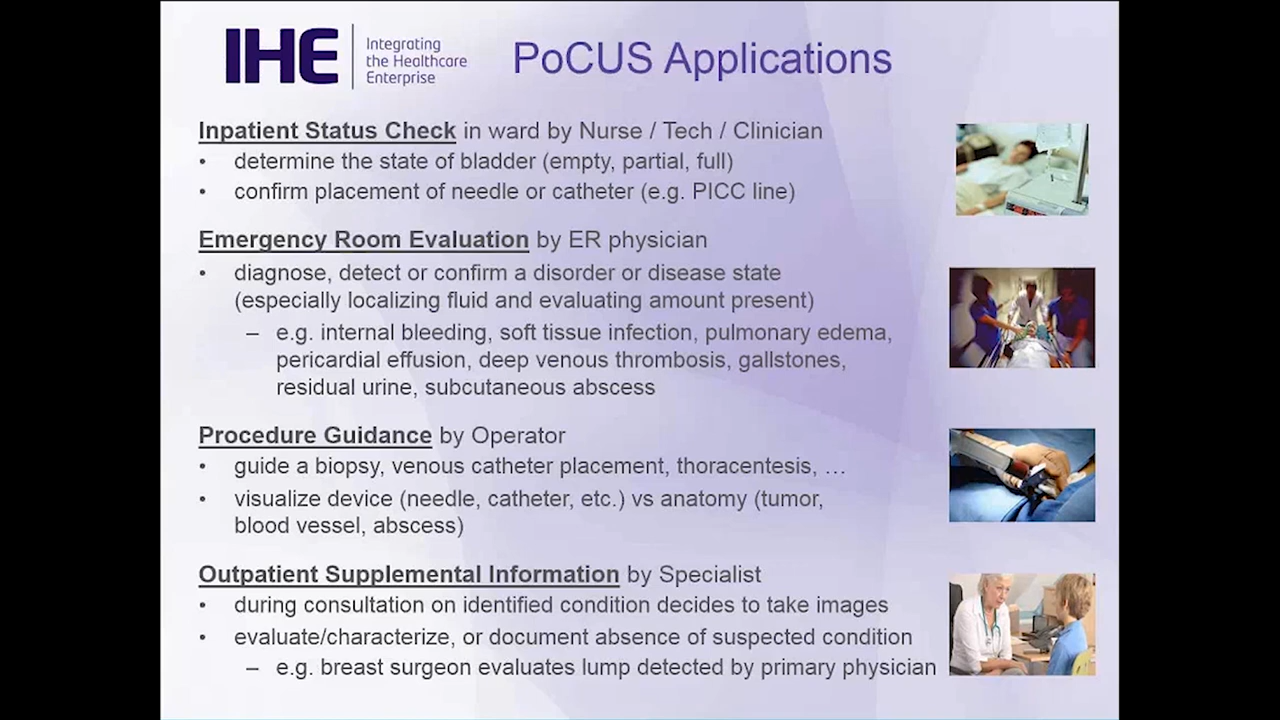 IHE
Integrating
the Healthcare
Enterprise
PoCUS Applications
Inpatient Status Check in ward by Nurse / Tech / Clinician
• determine the state of bladder (empty, partial, full)
• confirm placement of needle or catheter (e.g. PICC line)
Emergency Room Evaluation by ER physician
• diagnose, detect or confirm a disorder or disease state
(especially localizing fluid and evaluating amount present)
– e.g. internal bleeding, soft tissue infection, pulmonary edema,
pericardial effusion, deep venous thrombosis, gallstones,
residual urine, subcutaneous abscess
Procedure Guidance by Operator
• guide a biopsy, venous catheter placement, thoracentesis, …
• visualize device (needle, catheter, etc.) vs anatomy (tumor,
blood vessel, abscess)
Outpatient Supplemental Information by Specialist
• during consultation on identified condition decides to take images
• evaluate/characterize, or document absence of suspected condition
– e.g. breast surgeon evaluates lump detected by primary physician